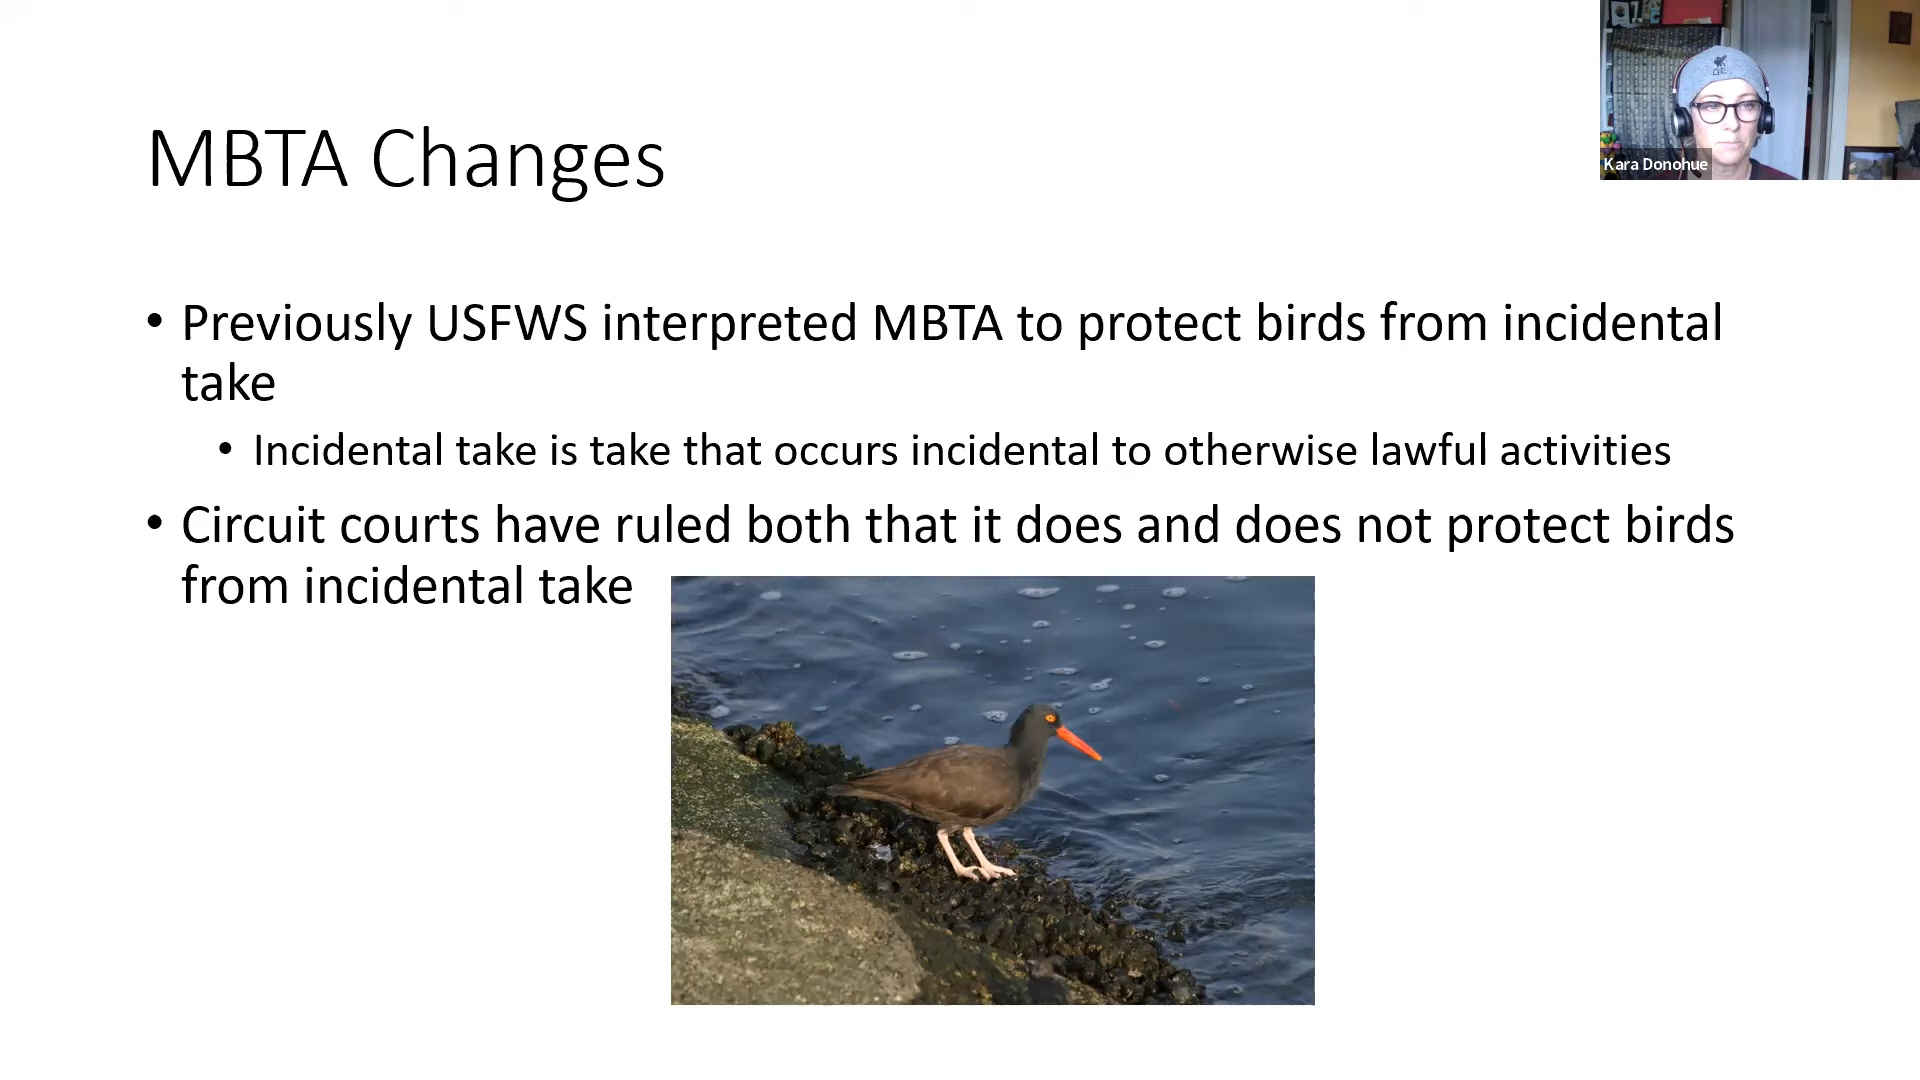 MBTA Changes
Kara Donohue
• Previously USFWS interpreted MBTA to protect birds from incidental
take
• Incidental take is take that occurs incidental to otherwise lawful activities
• Circuit courts have ruled both that it does and does not protect birds
from incidental take